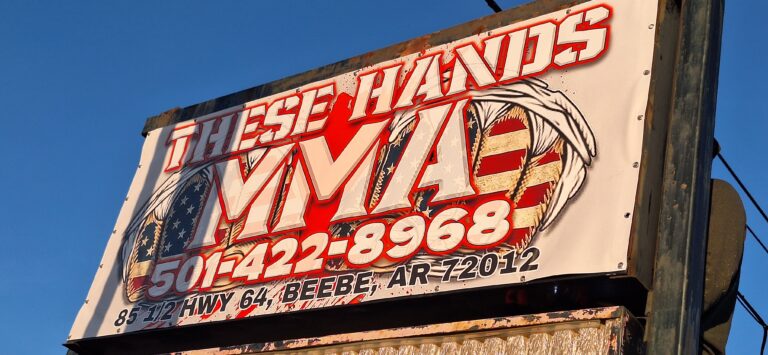 THESE HANDS
MMA
501-422-8968
85 1/2 HWY 64, BEEBE, AR 72012